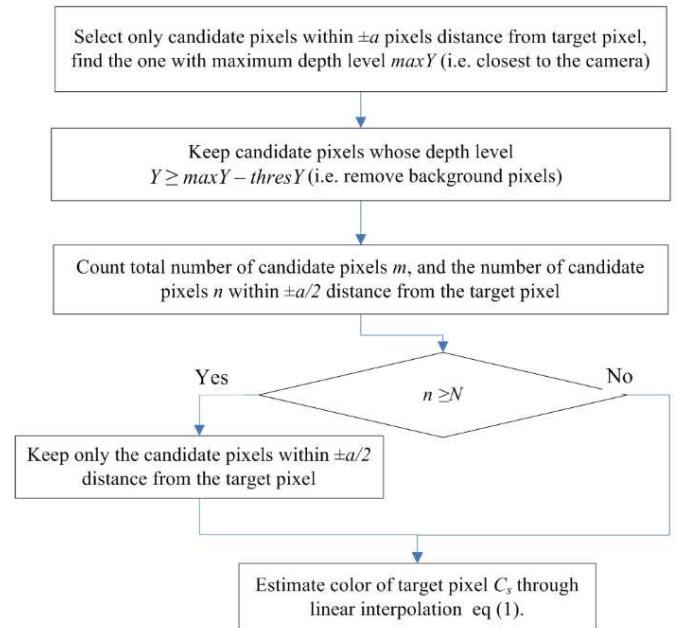 Select only candidate pixels within ±a pixels distance from target pixel,
find the one with maximum depth level maxY (i.e. closest to the camera)
Keep candidate pixels whose depth level
Y ≥ maxY – thresY (i.e. remove background pixels)
Count total number of candidate pixels m, and the number of candidate
pixels n within ±a/2 distance from the target pixel
Yes
No
n ≥N
Keep only the candidate pixels within ±a/2
distance from the target pixel
Estimate color of target pixel Cₛ through
linear interpolation eq (1).